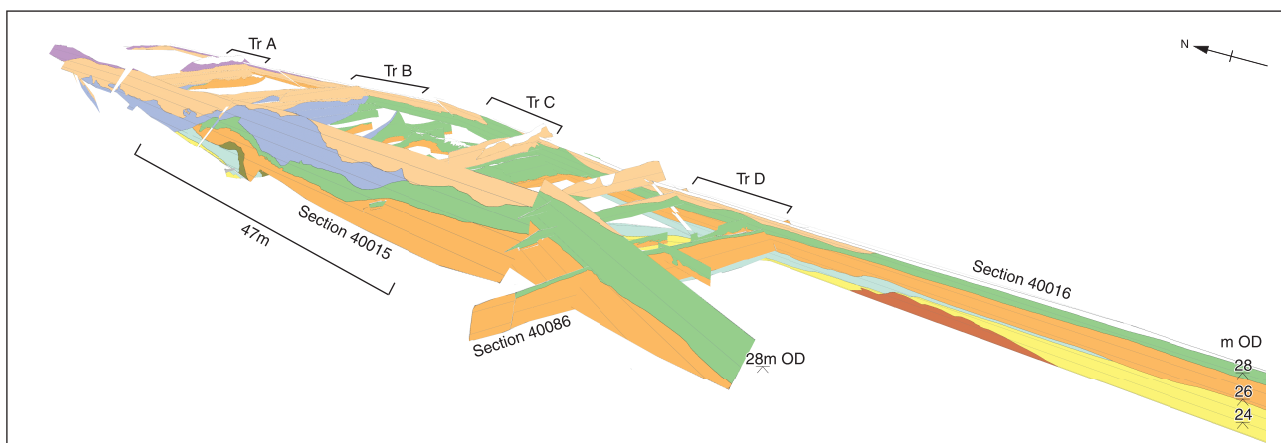 Tr A
Tr B
Tr C
Tr D
N
47m
Section 40015
Section 40086
Section 40016
28m OD
m OD
28
26
24